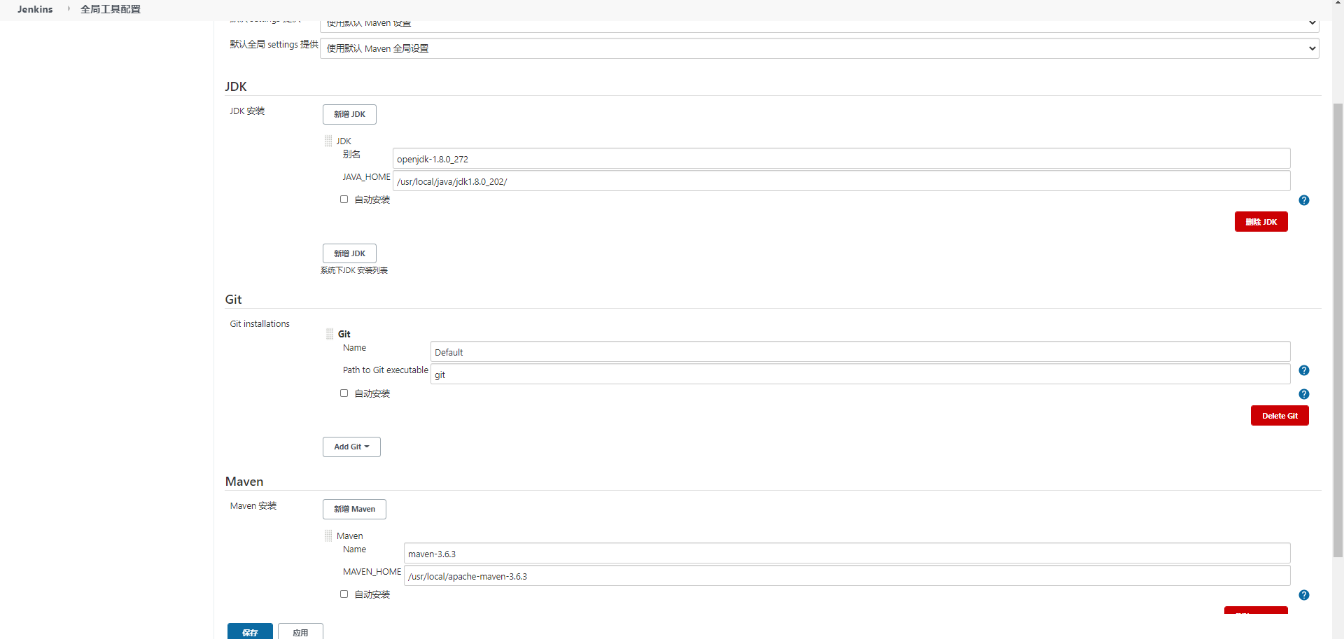 Jenkins › 全局工具配置
默认 settings 提供 使用默认 Maven 设置
默认全局 settings 提供 使用默认 Maven 全局设置
JDK
JDK 安装 新增 JDK
JDK
别名 openjdk-1.8.0_272
JAVA_HOME /usr/local/java/jdk1.8.0_202/
自动安装 ?
删除 JDK
新增 JDK
系统下JDK 安装列表
Git
Git installations
Git
Name Default
Path to Git executable git ?
自动安装 ?
Delete Git
Add Git
Maven
Maven 安装 新增 Maven
Maven
Name maven-3.6.3
MAVEN_HOME /usr/local/apache-maven-3.6.3
自动安装 ?
保存 应用